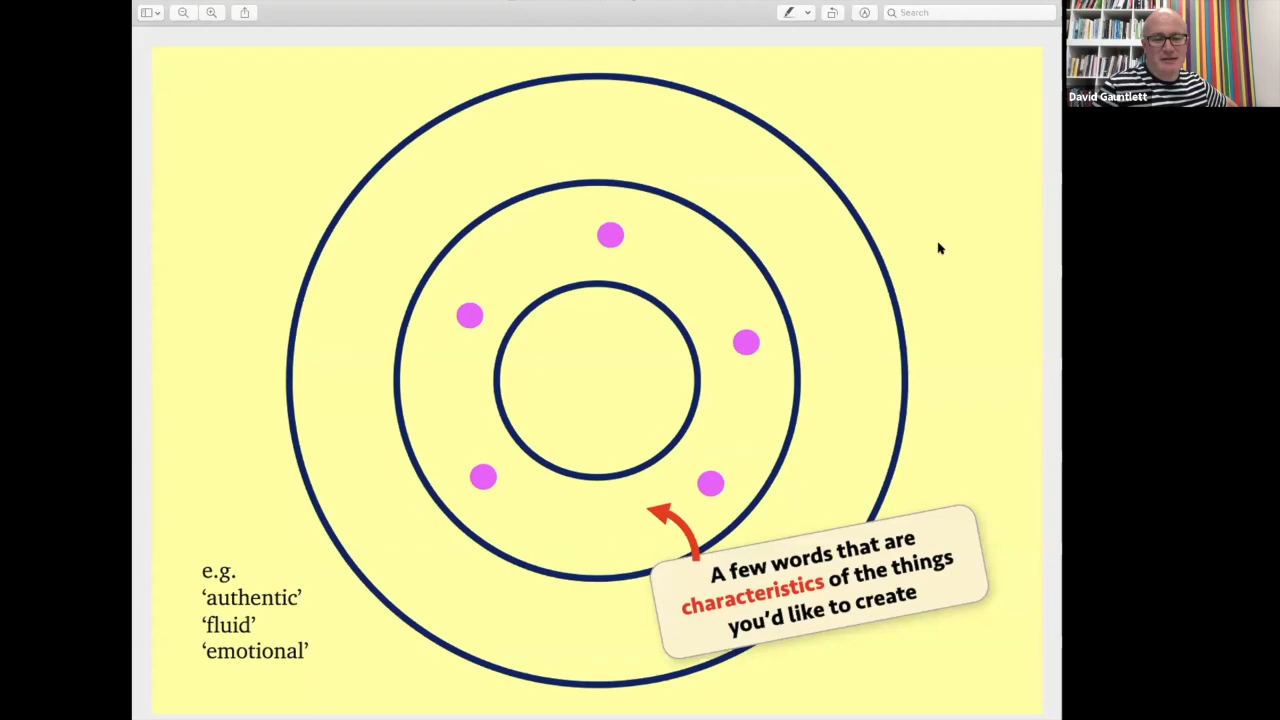 Search
David Gauntlett
A few words that are
characteristics of the things
you’d like to create
e.g.
‘authentic’
‘fluid’
‘emotional’